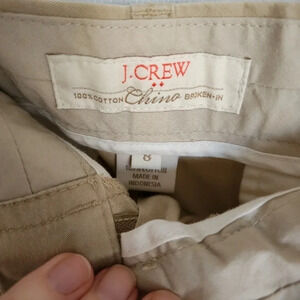 J.CREW
100% COTTON Chino BROKEN-IN
8
MADE IN
INDONESIA